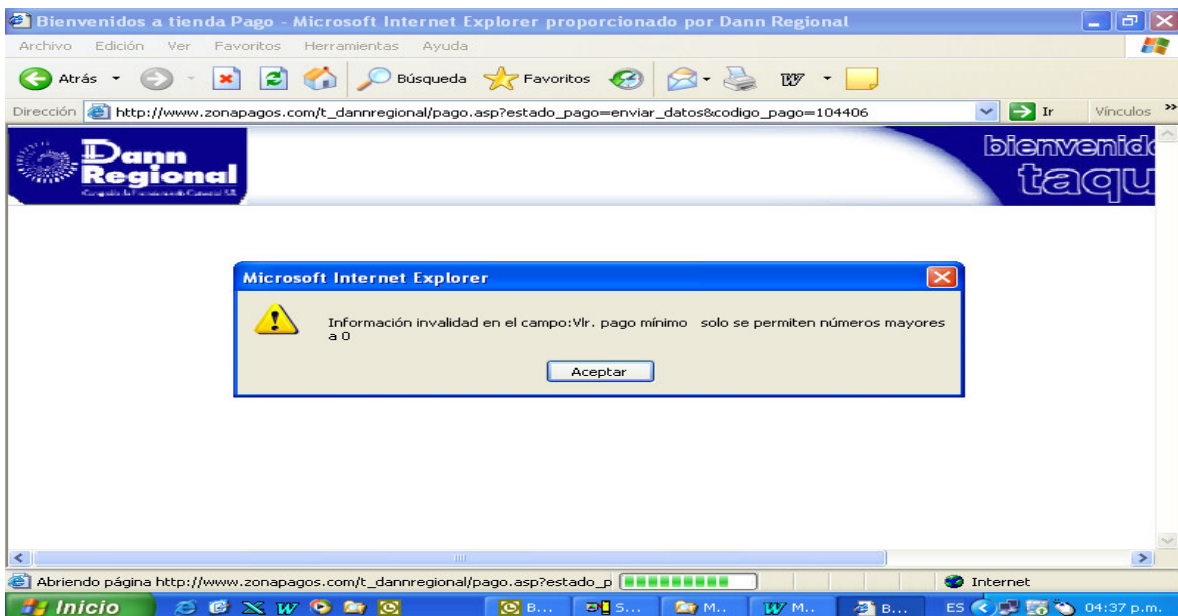 Bienvenidos a tienda Pago - Microsoft Internet Explorer proporcionado por Dann Regional
Archivo Edición Ver Favoritos Herramientas Ayuda
Atrás Búsqueda Favoritos
Dirección http://www.zonapagos.com/t_dannregional/pago.asp?estado_pago=enviar_datos&codigo_pago=104406 Ir Vínculos »
Dann
Regional
bienvenido
taqu
Microsoft Internet Explorer
Información invalidad en el campo:Vlr. pago mínimo solo se permiten números mayores
a 0
Aceptar
Abriendo página http://www.zonapagos.com/t_dannregional/pago.asp?estado_p Internet
Inicio B... S... M.. M.. B... ES 04:37 p.m.